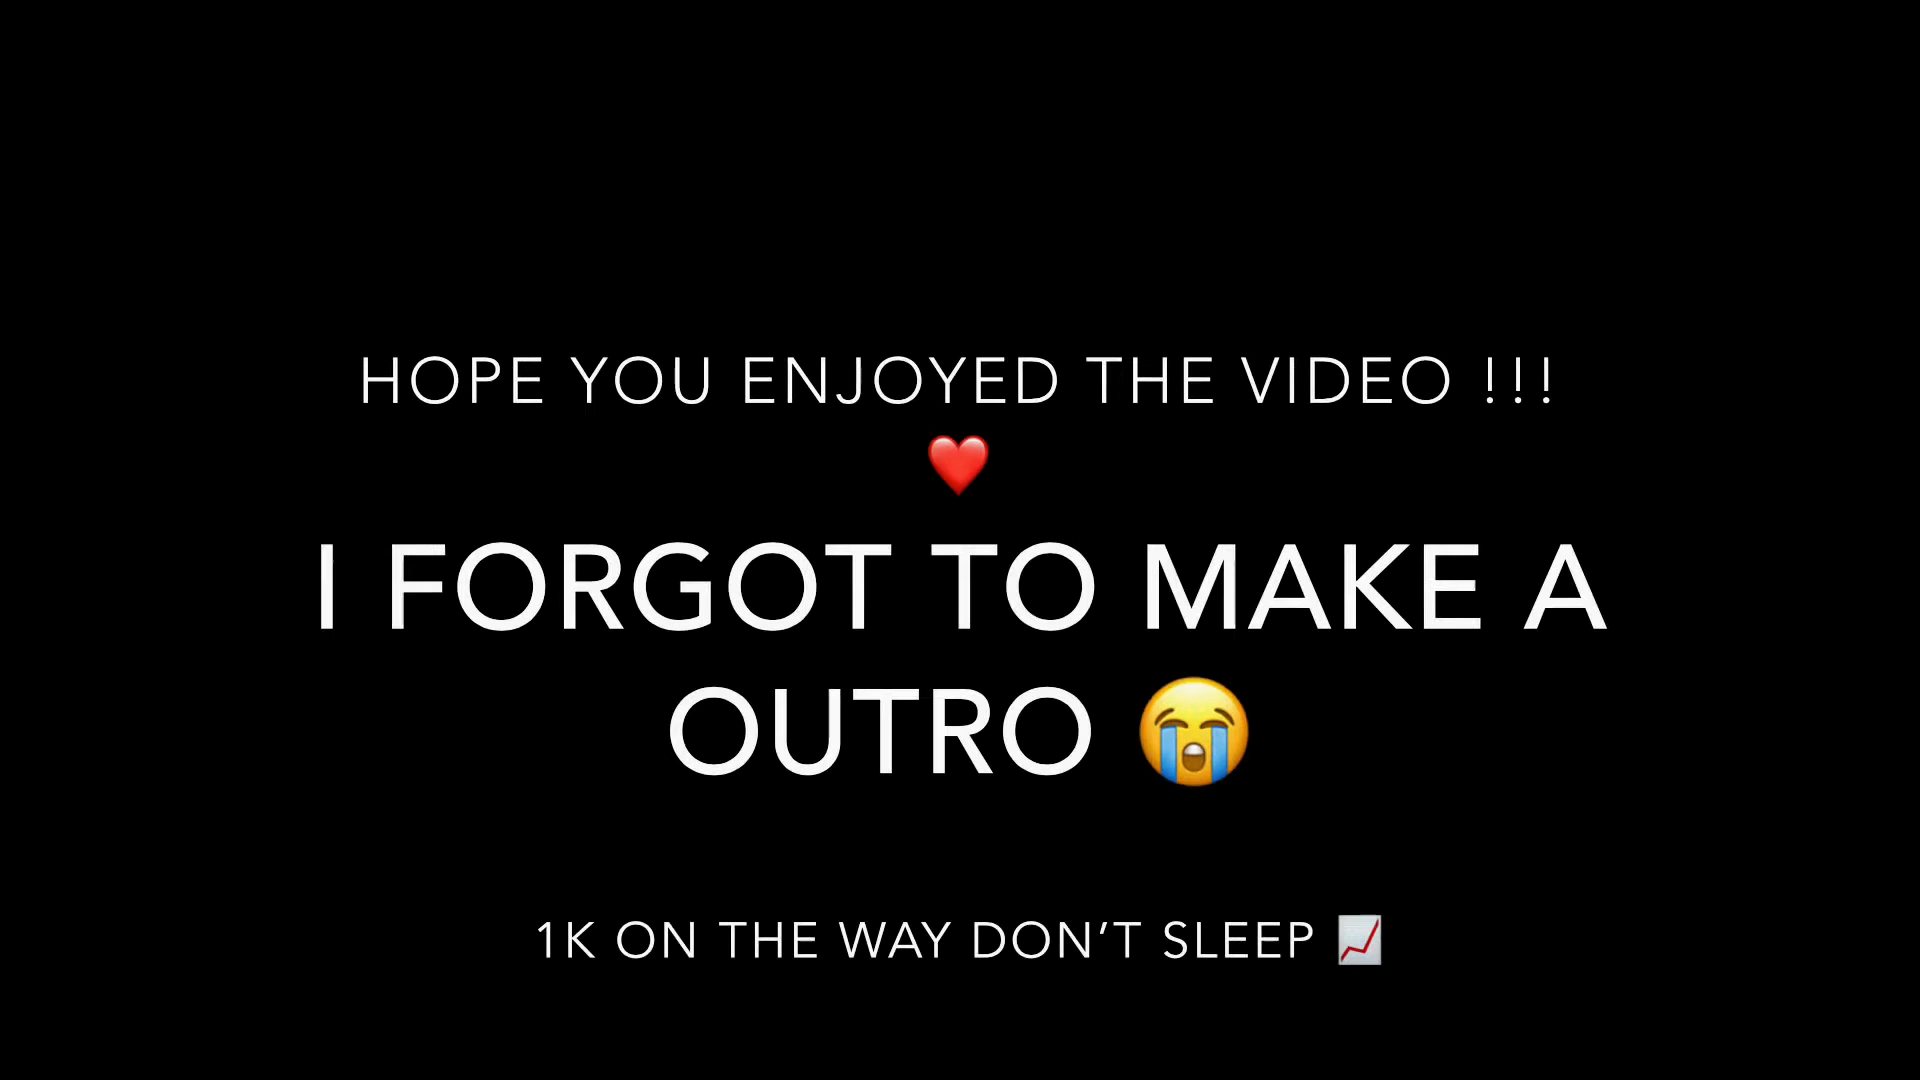 HOPE YOU ENJOYED THE VIDEO !!!
❤️
I FORGOT TO MAKE A
OUTRO 😭
1K ON THE WAY DON’T SLEEP 📈